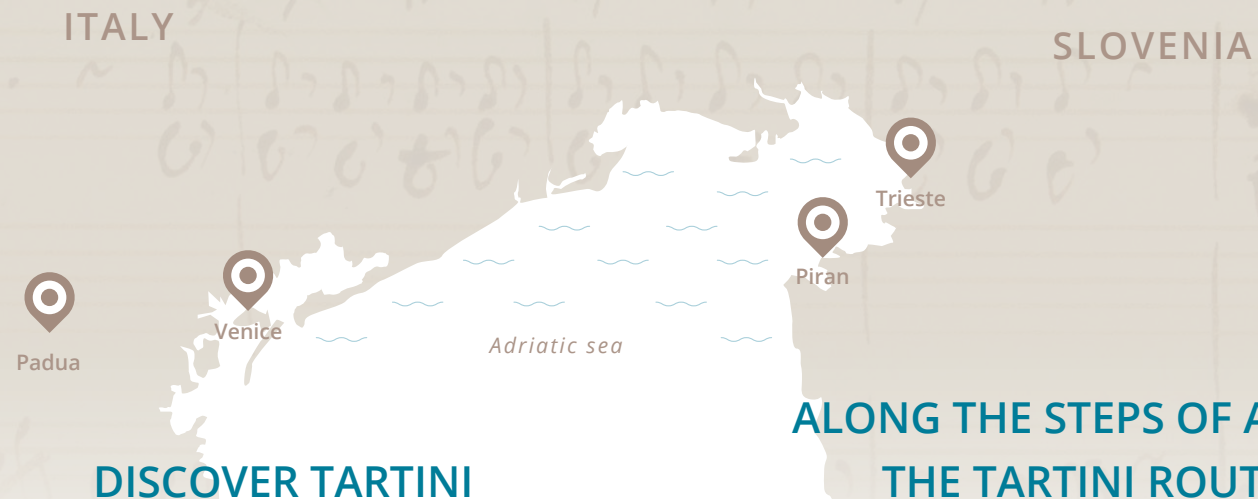 ITALY
SLOVENIA
Trieste
Piran
Venice
Padua
Adriatic sea
ALONG THE STEPS OF A
THE TARTINI ROUT
DISCOVER TARTINI